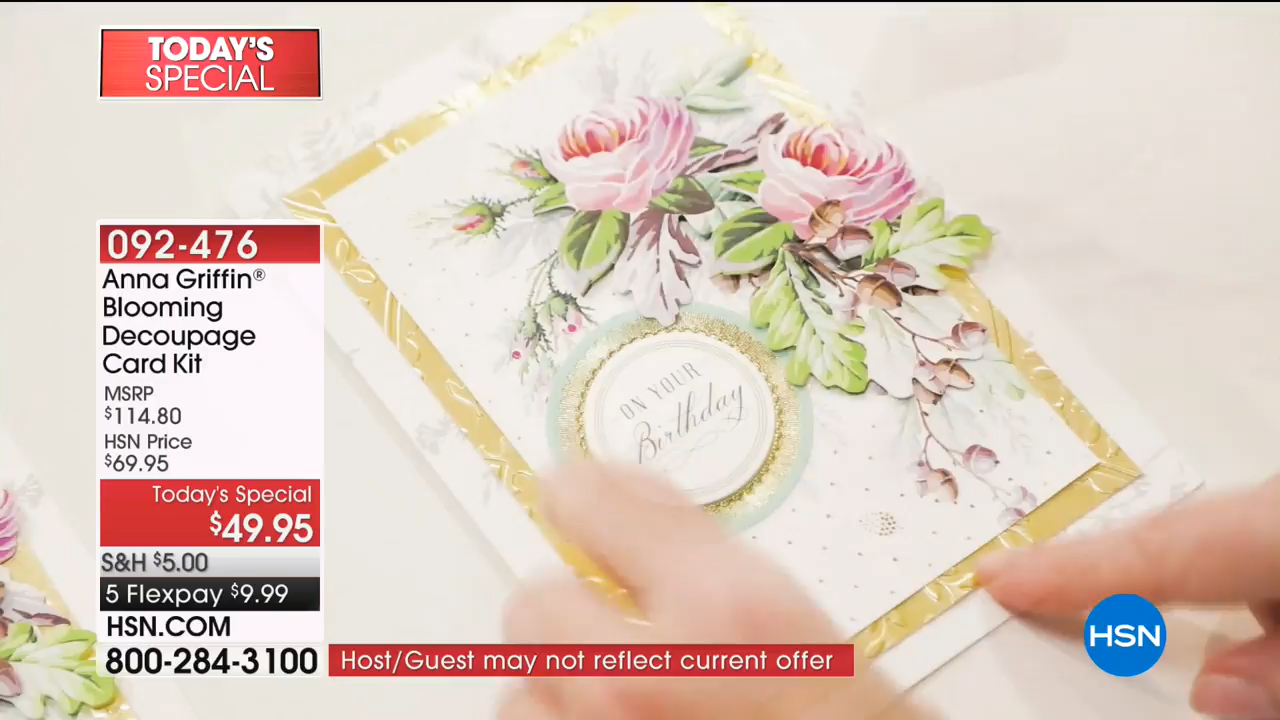 TODAY'S
SPECIAL
092-476
Anna Griffin®
Blooming
Decoupage
Card Kit
MSRP
$114.80
HSN Price
$69.95
Today's Special
$49.95
S&H $5.00
5 Flexpay $9.99
HSN.COM
800-284-3100
Host/Guest may not reflect current offer
ON YOUR
Birthday
HSN